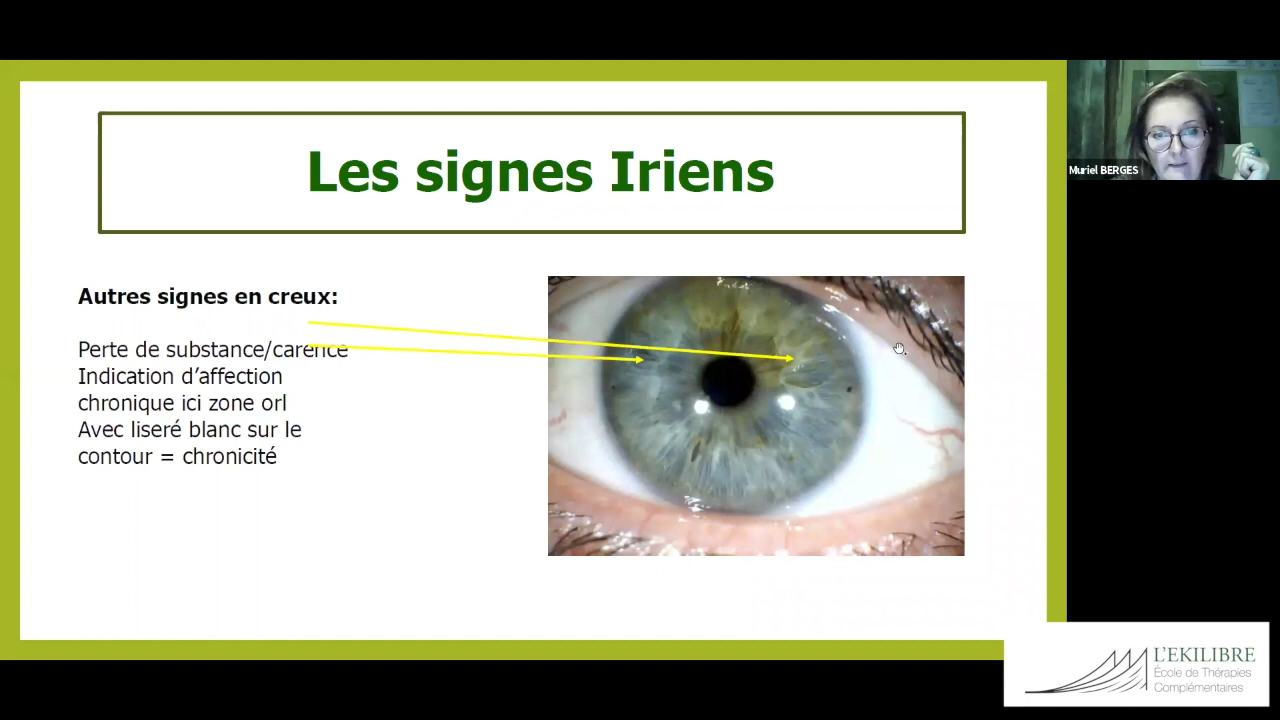 Les signes Iriens
Autres signes en creux:
Perte de substance/carence
Indication d’affection
chronique ici zone orl
Avec liseré blanc sur le
contour = chronicité
Muriel BERGES
L'EKILIBRE
École de Thérapies
Complémentaires